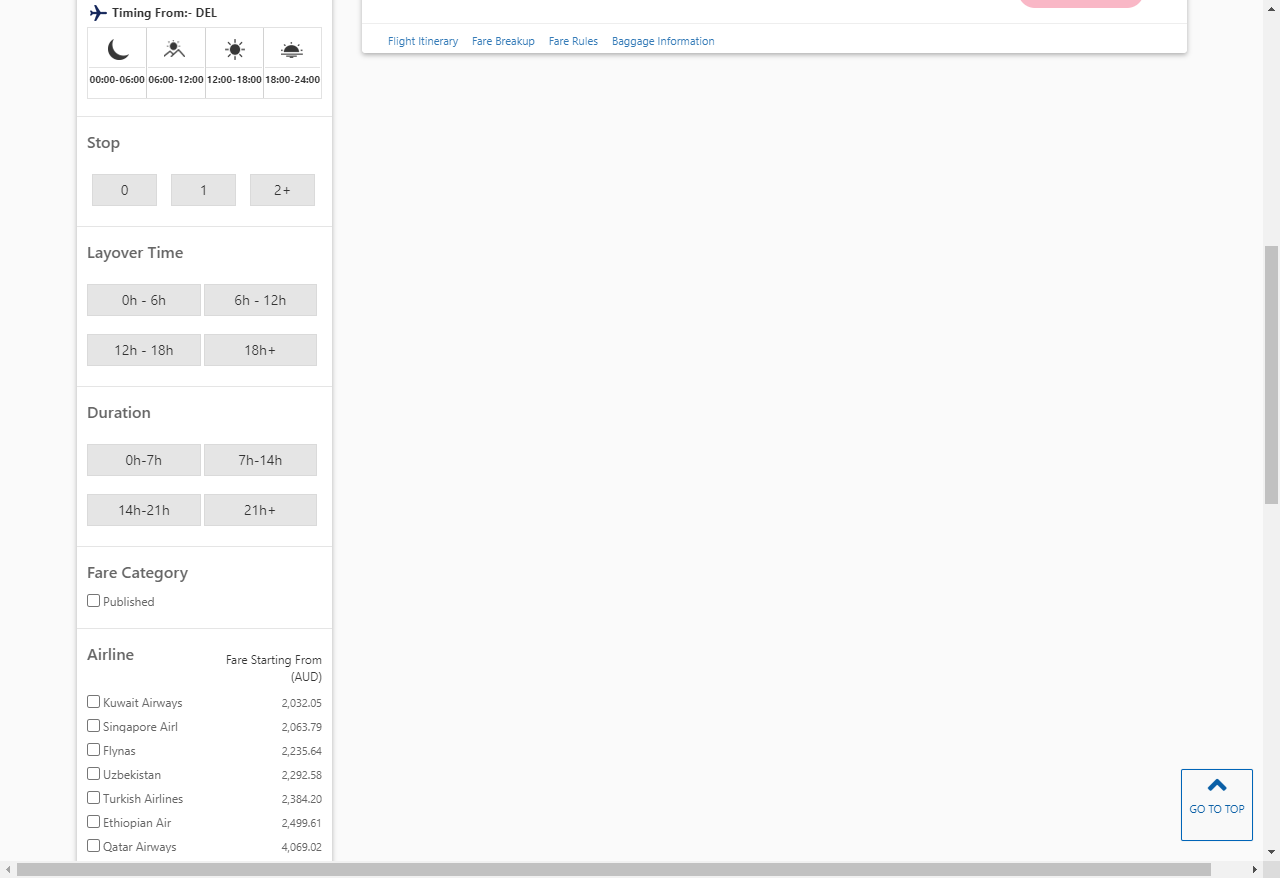 Timing From:- DEL
00:00-06:00 06:00-12:00 12:00-18:00 18:00-24:00
Flight Itinerary Fare Breakup Fare Rules Baggage Information
Stop
0 1 2+
Layover Time
0h - 6h 6h - 12h
12h - 18h 18h+
Duration
0h-7h 7h-14h
14h-21h 21h+
Fare Category
Published
Airline
Fare Starting From
(AUD)
Kuwait Airways 2,032.05
Singapore Airl 2,063.79
Flynas 2,235.64
Uzbekistan 2,292.58
Turkish Airlines 2,384.20
Ethiopian Air 2,499.61
Qatar Airways 4,069.02
GO TO TOP